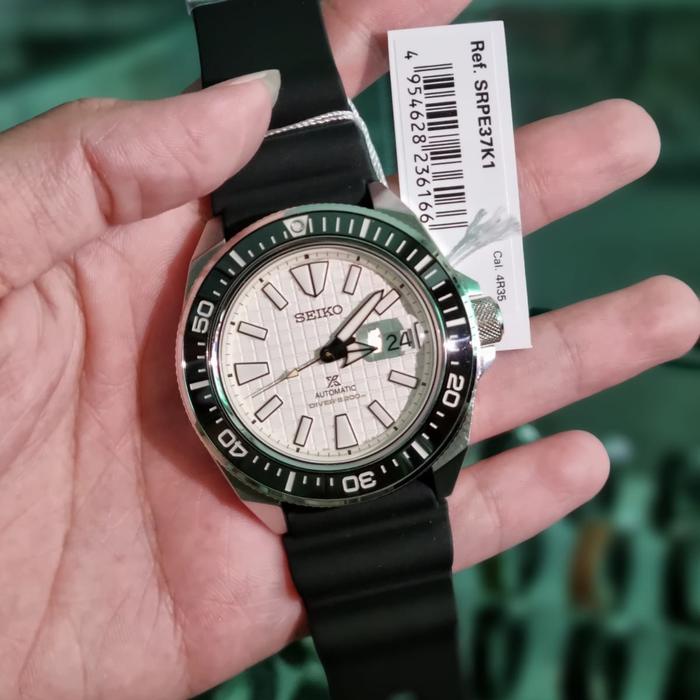 Ref. SRPE37K1
4 954628 236166
Cal. 4R35
SEIKO
24
AUTOMATIC
DIVER'S 200m
50
20
40
30